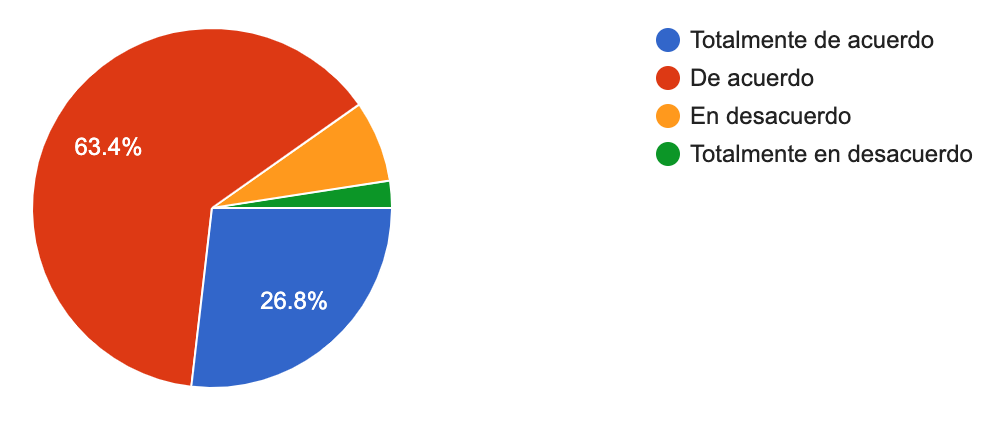 Totalmente de acuerdo
De acuerdo
En desacuerdo
Totalmente en desacuerdo
63.4%
26.8%